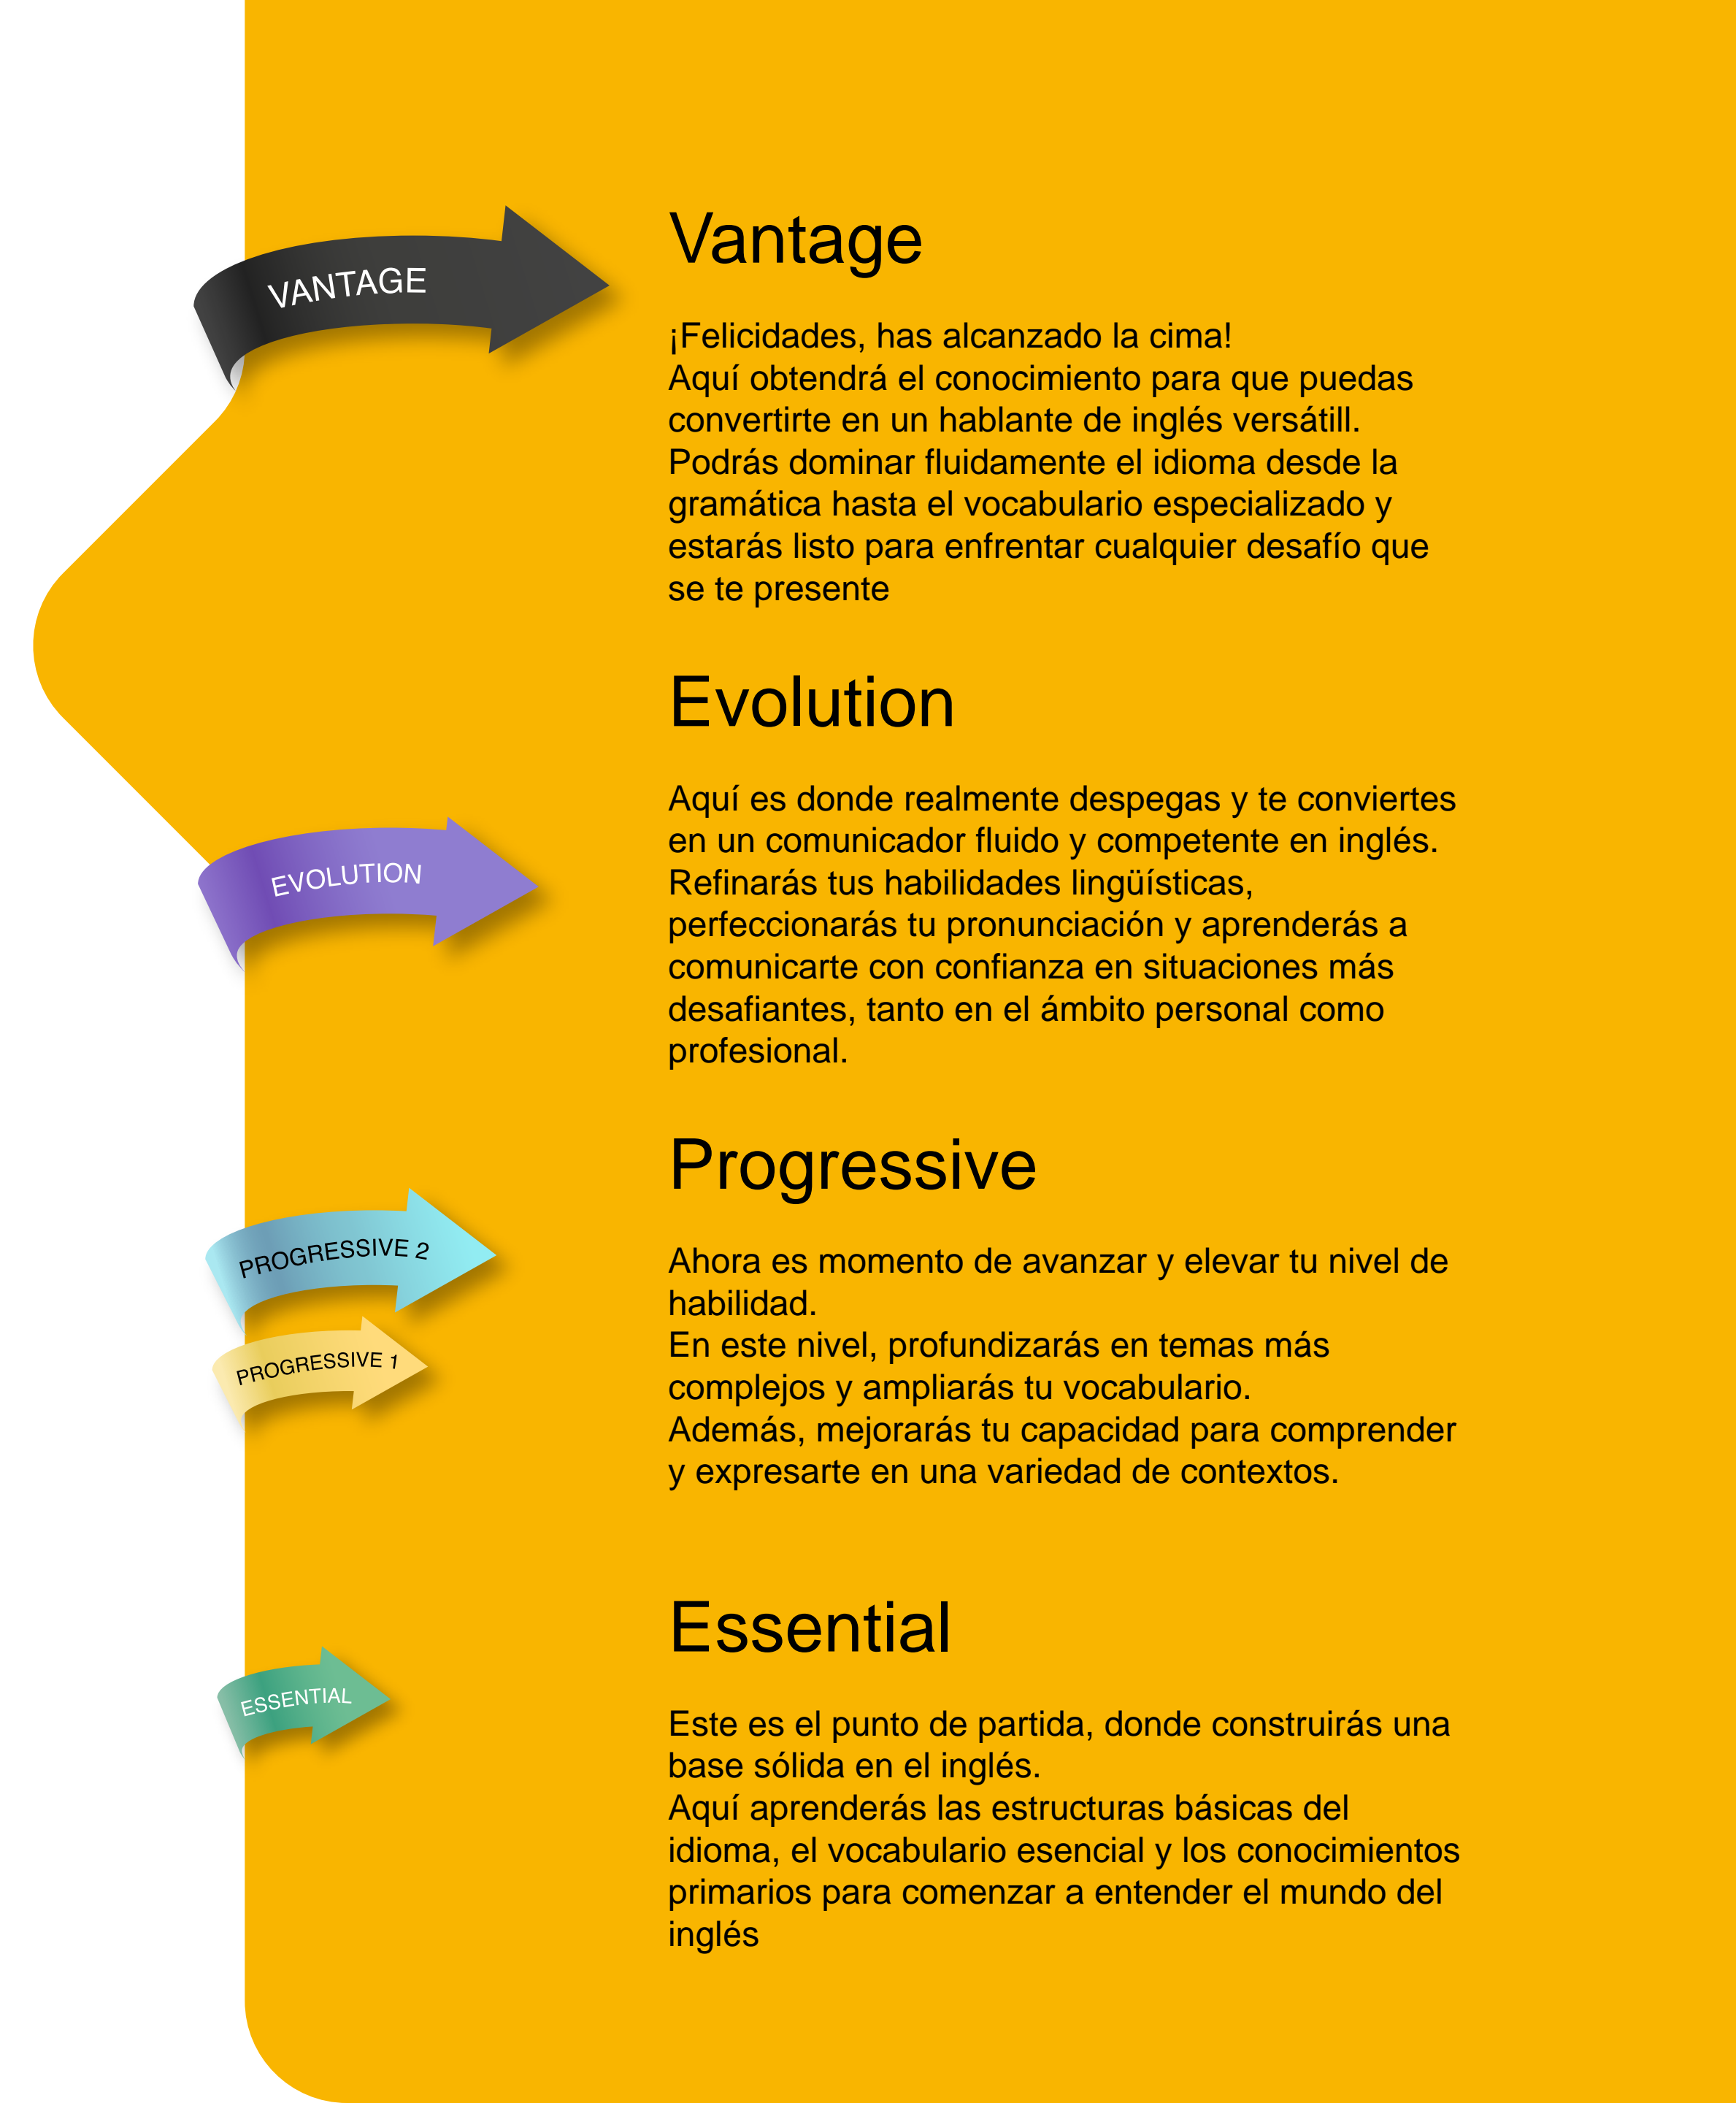 VANTAGE
Vantage
¡Felicidades, has alcanzado la cima!
Aquí obtendrá el conocimiento para que puedas
convertirte en un hablante de inglés versátill.
Podrás dominar fluidamente el idioma desde la
gramática hasta el vocabulario especializado y
estarás listo para enfrentar cualquier desafío que
se te presente
EVOLUTION
Evolution
Aquí es donde realmente despegas y te conviertes
en un comunicador fluido y competente en inglés.
Refinarás tus habilidades lingüísticas,
perfeccionarás tu pronunciación y aprenderás a
comunicarte con confianza en situaciones más
desafiantes, tanto en el ámbito personal como
profesional.
PROGRESSIVE 2
PROGRESSIVE 1
Progressive
Ahora es momento de avanzar y elevar tu nivel de
habilidad.
En este nivel, profundizarás en temas más
complejos y ampliarás tu vocabulario.
Además, mejorarás tu capacidad para comprender
y expresarte en una variedad de contextos.
ESSENTIAL
Essential
Este es el punto de partida, donde construirás una
base sólida en el inglés.
Aquí aprenderás las estructuras básicas del
idioma, el vocabulario esencial y los conocimientos
primarios para comenzar a entender el mundo del
inglés